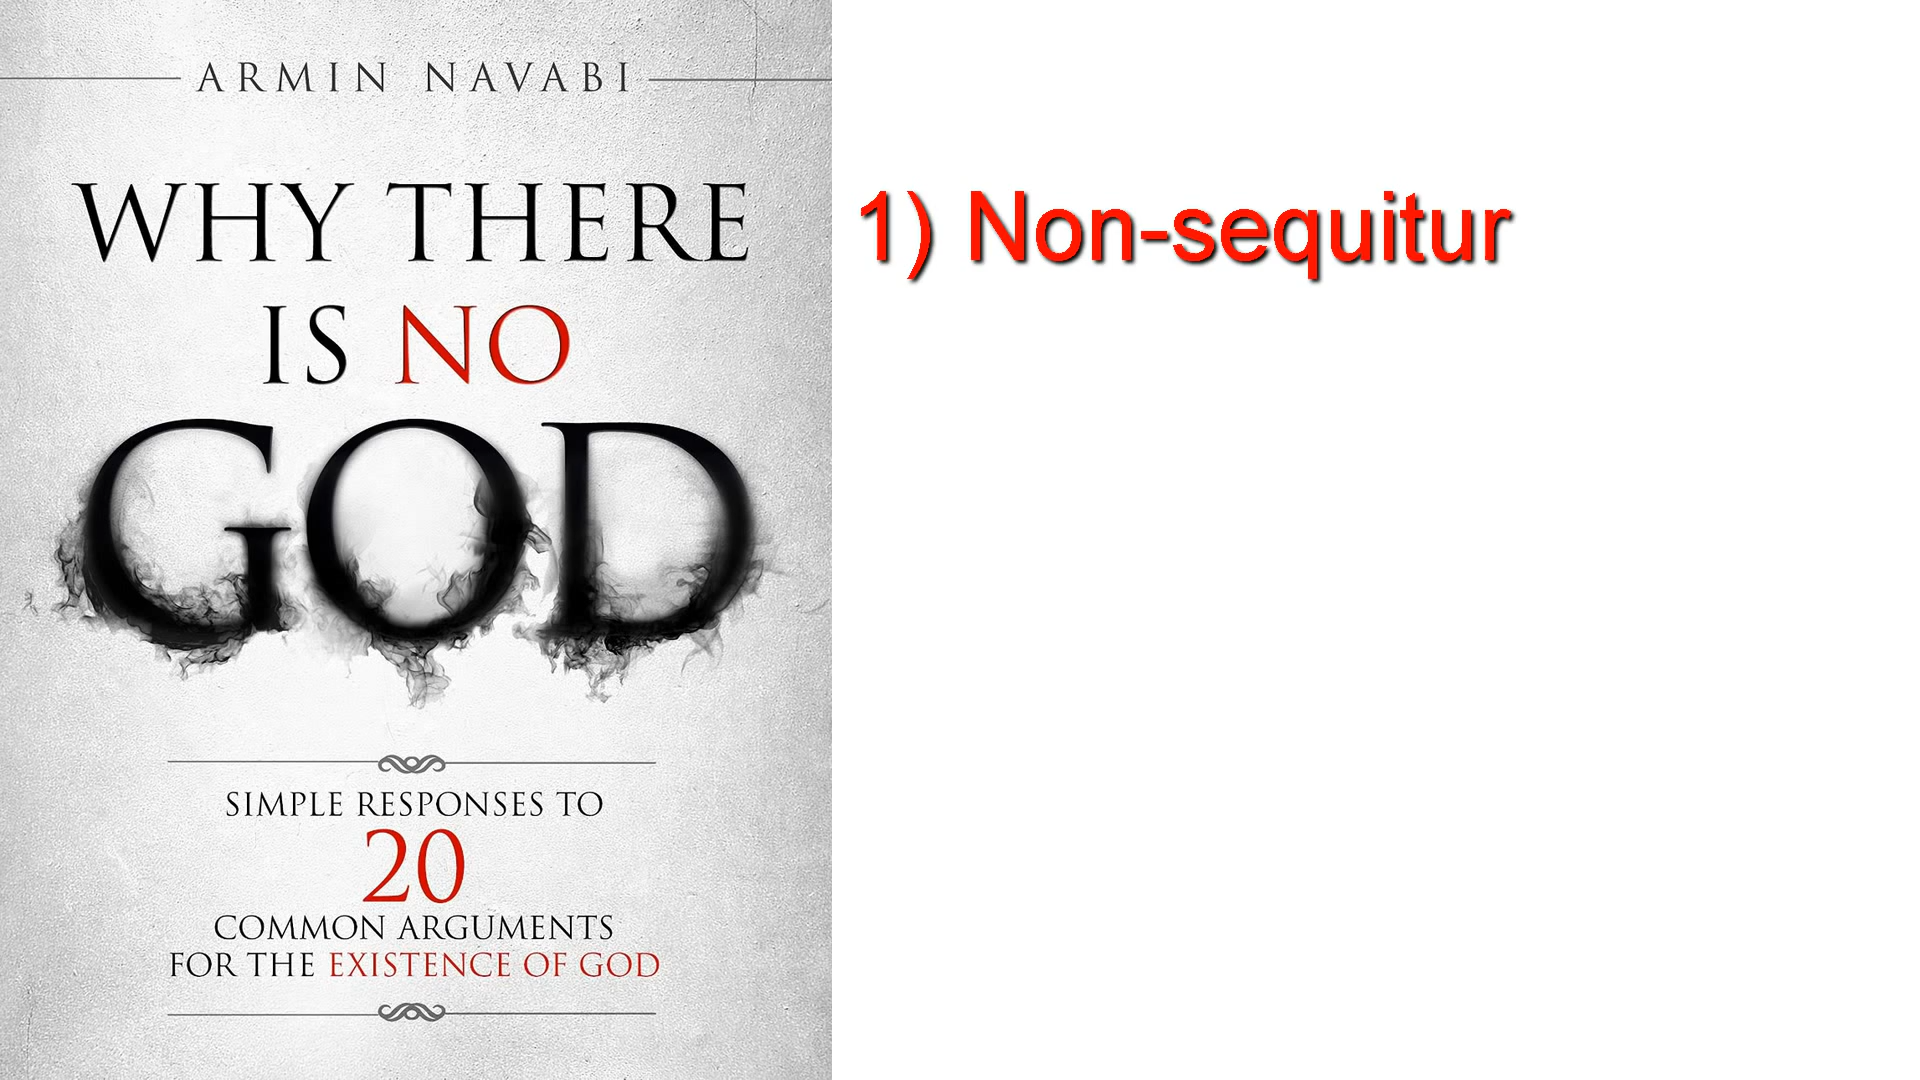 ARMIN NAVABI
WHY THERE
IS NO
GOD
SIMPLE RESPONSES TO
20
COMMON ARGUMENTS
FOR THE EXISTENCE OF GOD
1) Non-sequitur